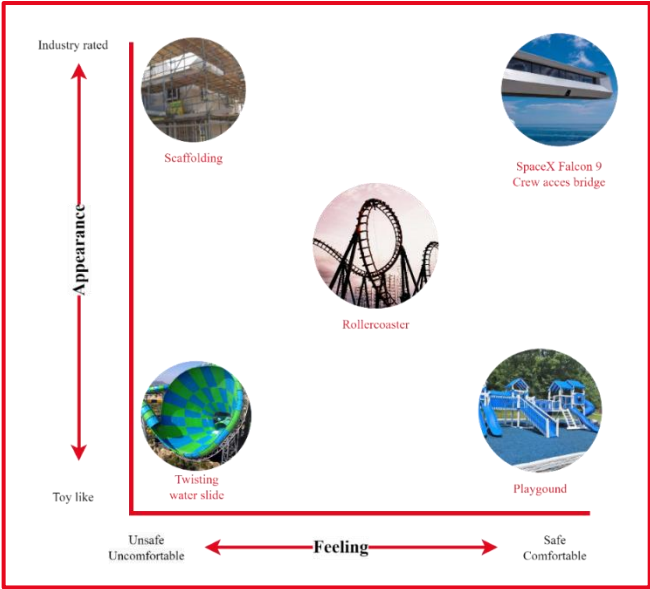 Industry rated
Scaffolding
SpaceX Falcon 9
Crew acces bridge
Appearance
Rollercoaster
Twisting
water slide
Playgound
Toy like
Unsafe
Uncomfortable
Feeling
Safe
Comfortable